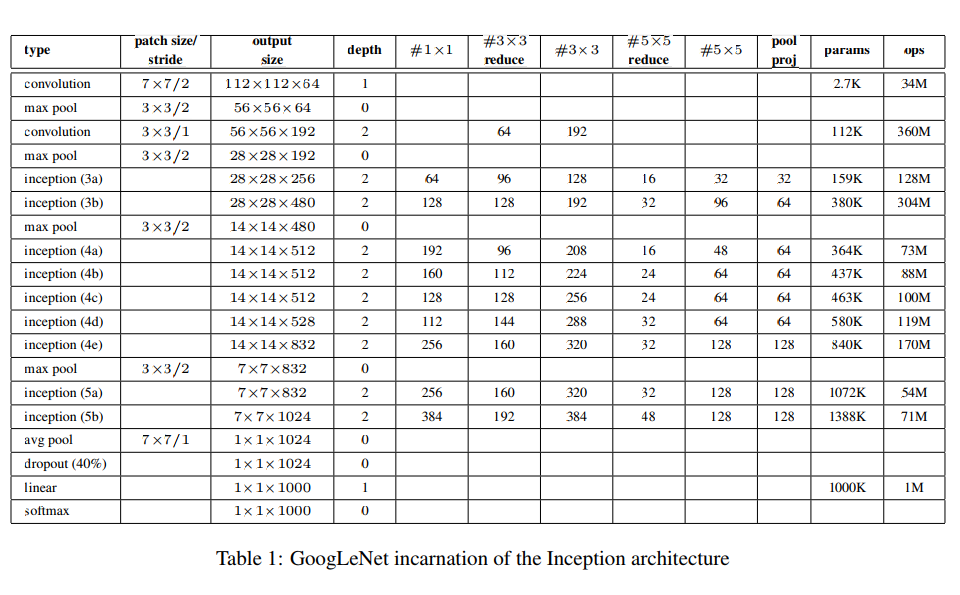 type patch size/ stride output size depth #1×1 #3×3 reduce #3×3 #5×5 reduce #5×5 pool proj params ops
convolution 7×7/2 112×112×64 1 2.7K 34M
max pool 3×3/2 56×56×64 0
convolution 3×3/1 56×56×192 2 64 192 112K 360M
max pool 3×3/2 28×28×192 0
inception (3a) 28×28×256 2 64 96 128 16 32 32 159K 128M
inception (3b) 28×28×480 2 128 128 192 32 96 64 380K 304M
max pool 3×3/2 14×14×480 0
inception (4a) 14×14×512 2 192 96 208 16 48 64 364K 73M
inception (4b) 14×14×512 2 160 112 224 24 64 64 437K 88M
inception (4c) 14×14×512 2 128 128 256 24 64 64 463K 100M
inception (4d) 14×14×528 2 112 144 288 32 64 64 580K 119M
inception (4e) 14×14×832 2 256 160 320 32 128 128 840K 170M
max pool 3×3/2 7×7×832 0
inception (5a) 7×7×832 2 256 160 320 32 128 128 1072K 54M
inception (5b) 7×7×1024 2 384 192 384 48 128 128 1388K 71M
avg pool 7×7/1 1×1×1024 0
dropout (40%) 1×1×1024 0
linear 1×1×1000 1 1000K 1M
softmax 1×1×1000 0
Table 1: GoogLeNet incarnation of the Inception architecture